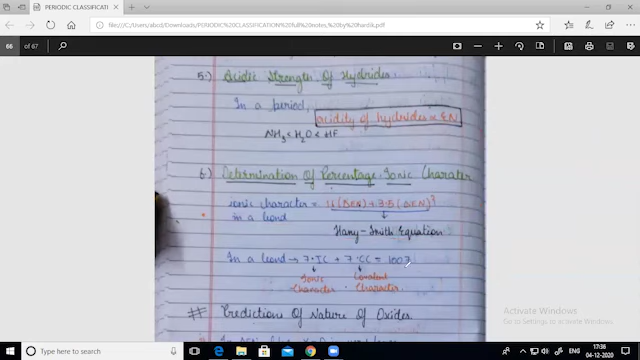 PERIODIC CLASSIFICAT
file:///C:/Users/abcd/Downloads/PERIODIC%20CLASSIFICATION%20full%20notes,%20by%20hardik.pdf
66 of 67
5.) Acidic Strength Of Hydrides
In a period,
acidity of hydrides ∝ EN
NH₃ < H₂O < HF
6.) Determination Of Percentage Ionic Charater
ionic character = 16(ΔEN) + 3.5(ΔEN)²
in a bond
Hany-Smith Equation
In a bond → %IC + %CC = 100%
Ionic Covalent
Character Character
## Predictions Of Nature Of Oxides
Activate Windows
Go to Settings to activate Windows.
Type here to search
ENG
17:36
04-12-2020